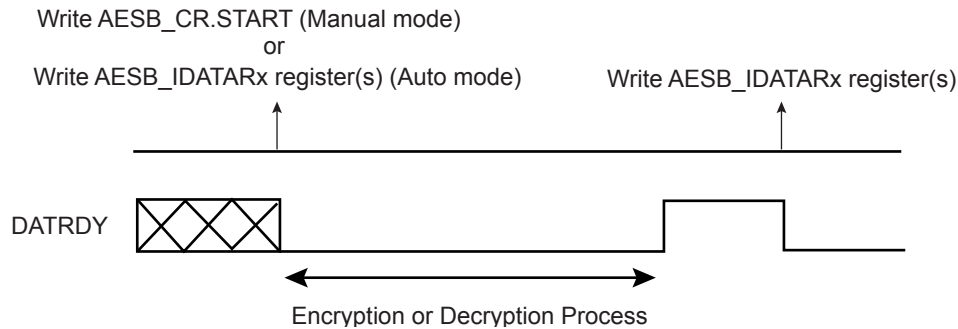 Write AESB_CR.START (Manual mode)
or
Write AESB_IDATARx register(s) (Auto mode)
Write AESB_IDATARx register(s)
DATRDY
Encryption or Decryption Process